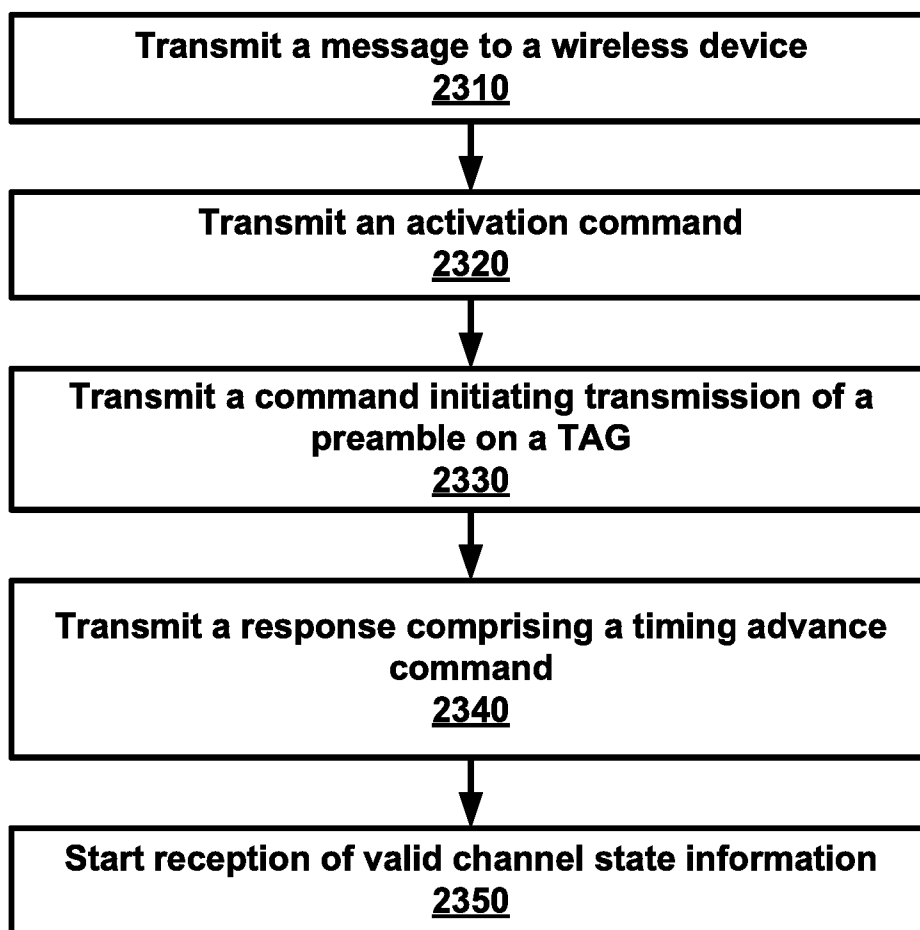 Transmit a message to a wireless device
2310
Transmit an activation command
2320
Transmit a command initiating transmission of a
preamble on a TAG
2330
Transmit a response comprising a timing advance
command
2340
Start reception of valid channel state information
2350